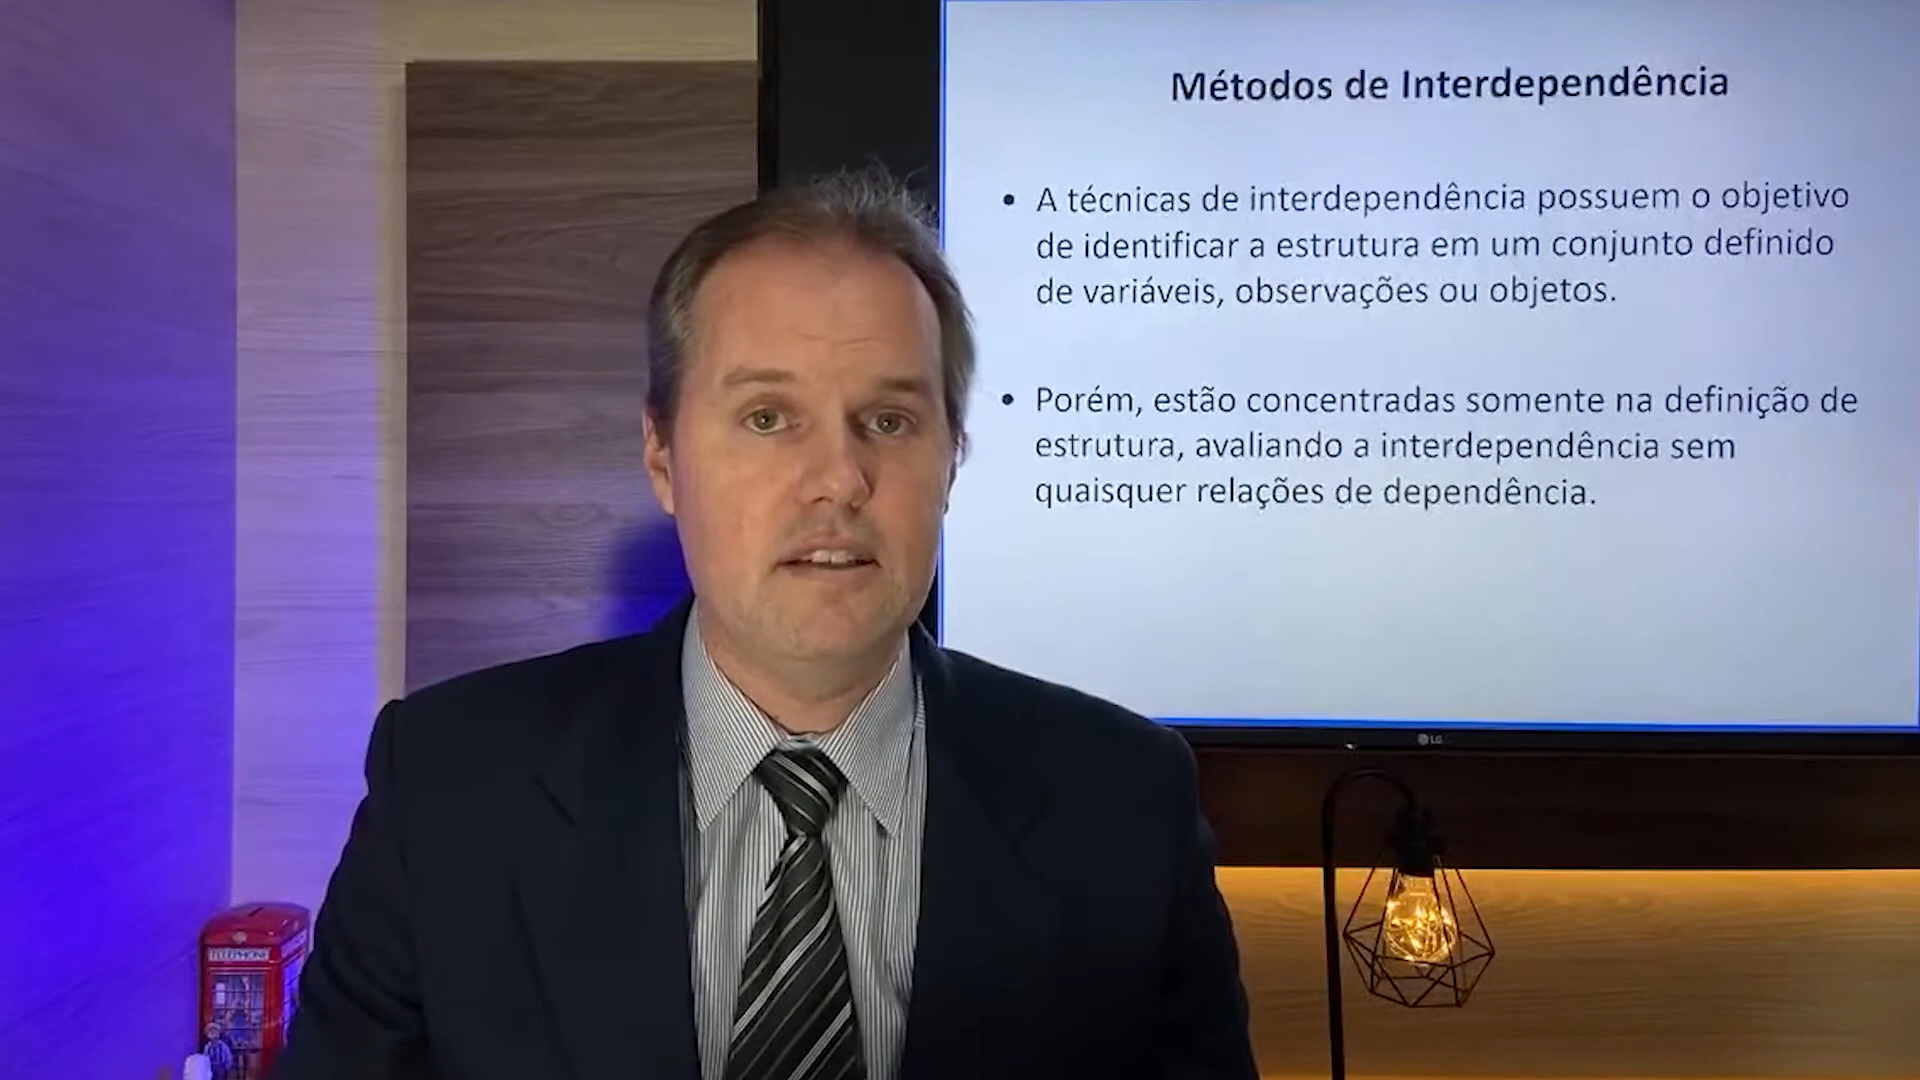 Métodos de Interdependência
• A técnicas de interdependência possuem o objetivo
de identificar a estrutura em um conjunto definido
de variáveis, observações ou objetos.
• Porém, estão concentradas somente na definição de
estrutura, avaliando a interdependência sem
quaisquer relações de dependência.
LG
TELEPHONE